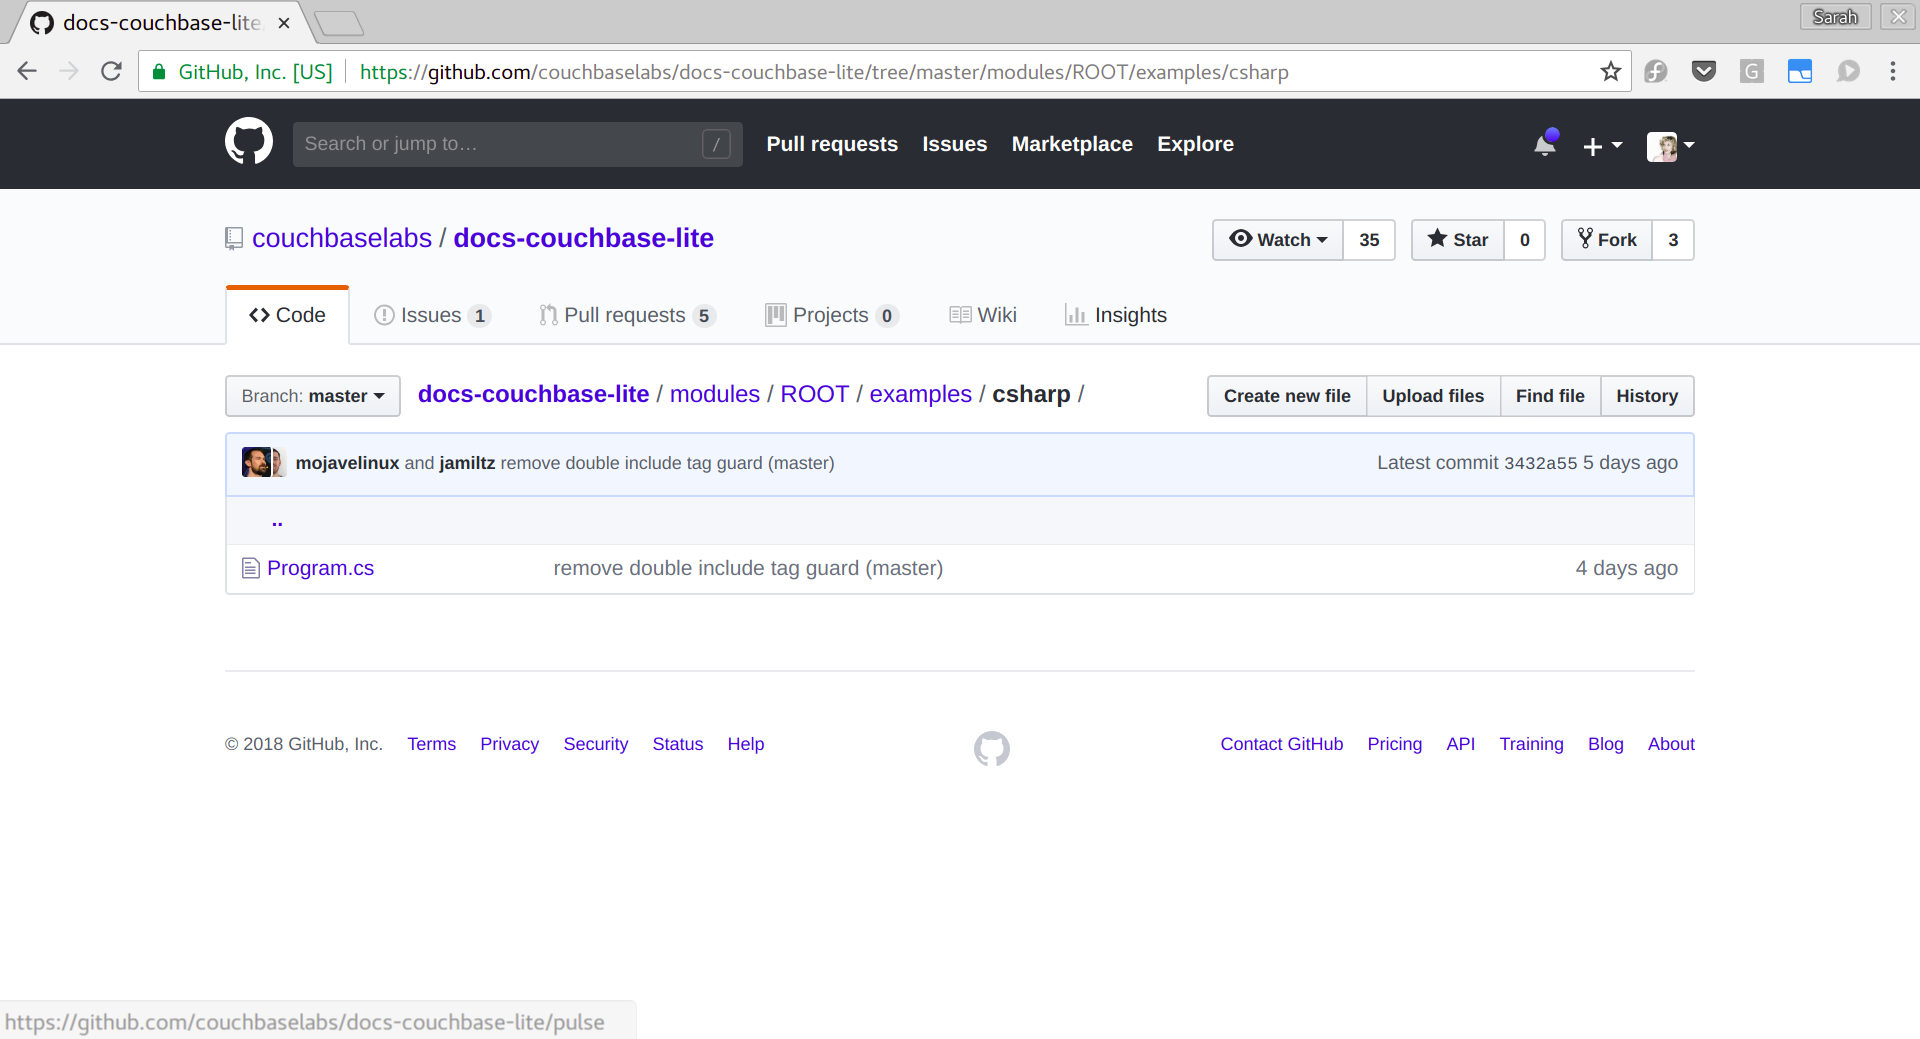 docs-couchbase-lite
Sarah
GitHub, Inc. [US] https://github.com/couchbaselabs/docs-couchbase-lite/tree/master/modules/ROOT/examples/csharp
G
Search or jump to… / Pull requests Issues Marketplace Explore
couchbaselabs / docs-couchbase-lite Watch 35 Star 0 Fork 3
Code Issues 1 Pull requests 5 Projects 0 Wiki Insights
Branch: master docs-couchbase-lite / modules / ROOT / examples / csharp / Create new file Upload files Find file History
mojavelinux and jamiltz remove double include tag guard (master) Latest commit 3432a55 5 days ago
..
Program.cs remove double include tag guard (master) 4 days ago
© 2018 GitHub, Inc. Terms Privacy Security Status Help Contact GitHub Pricing API Training Blog About
https://github.com/couchbaselabs/docs-couchbase-lite/pulse